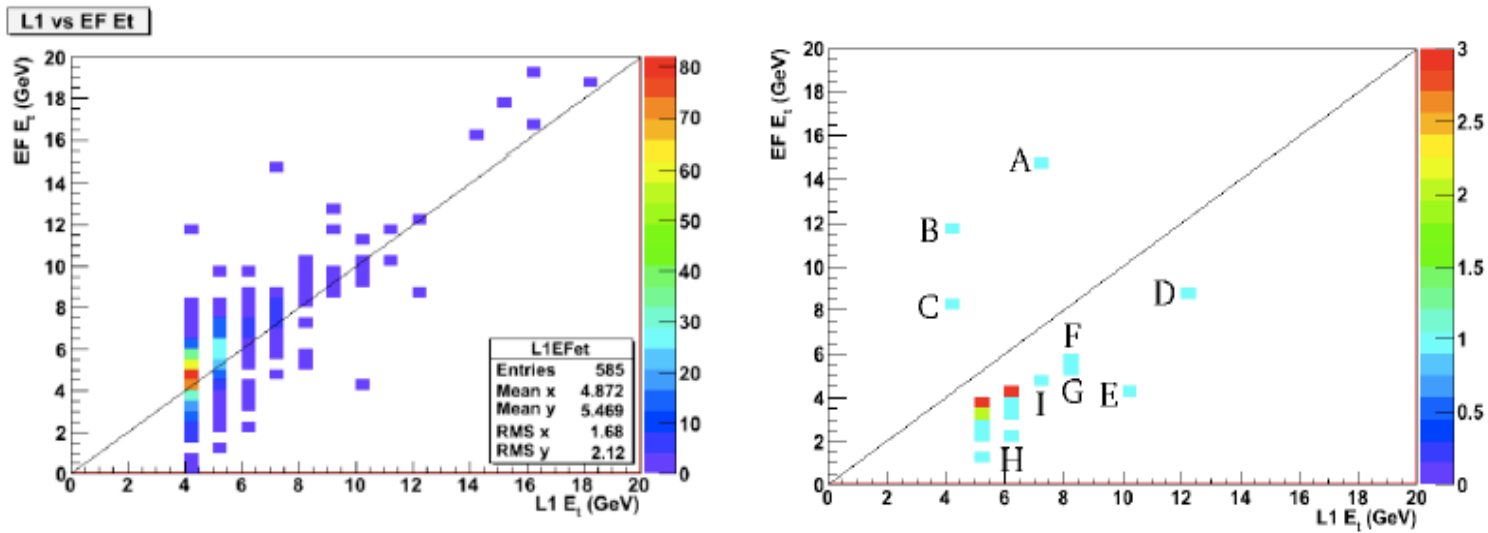 L1 vs EF Et
EF Et (GeV)
20
18
16
14
12
10
8
6
4
2
0
0 2 4 6 8 10 12 14 16 18 20
L1 Et (GeV)
L1EFet
Entries 585
Mean x 4.872
Mean y 5.469
RMS x 1.68
RMS y 2.12
80
70
60
50
40
30
20
10
0
EF Et (GeV)
20
18
16
14
12
10
8
6
4
2
0
A
B
C
D
F
I
G
E
H
0 2 4 6 8 10 12 14 16 18 20
L1 Et (GeV)
3
2.5
2
1.5
1
0.5
0